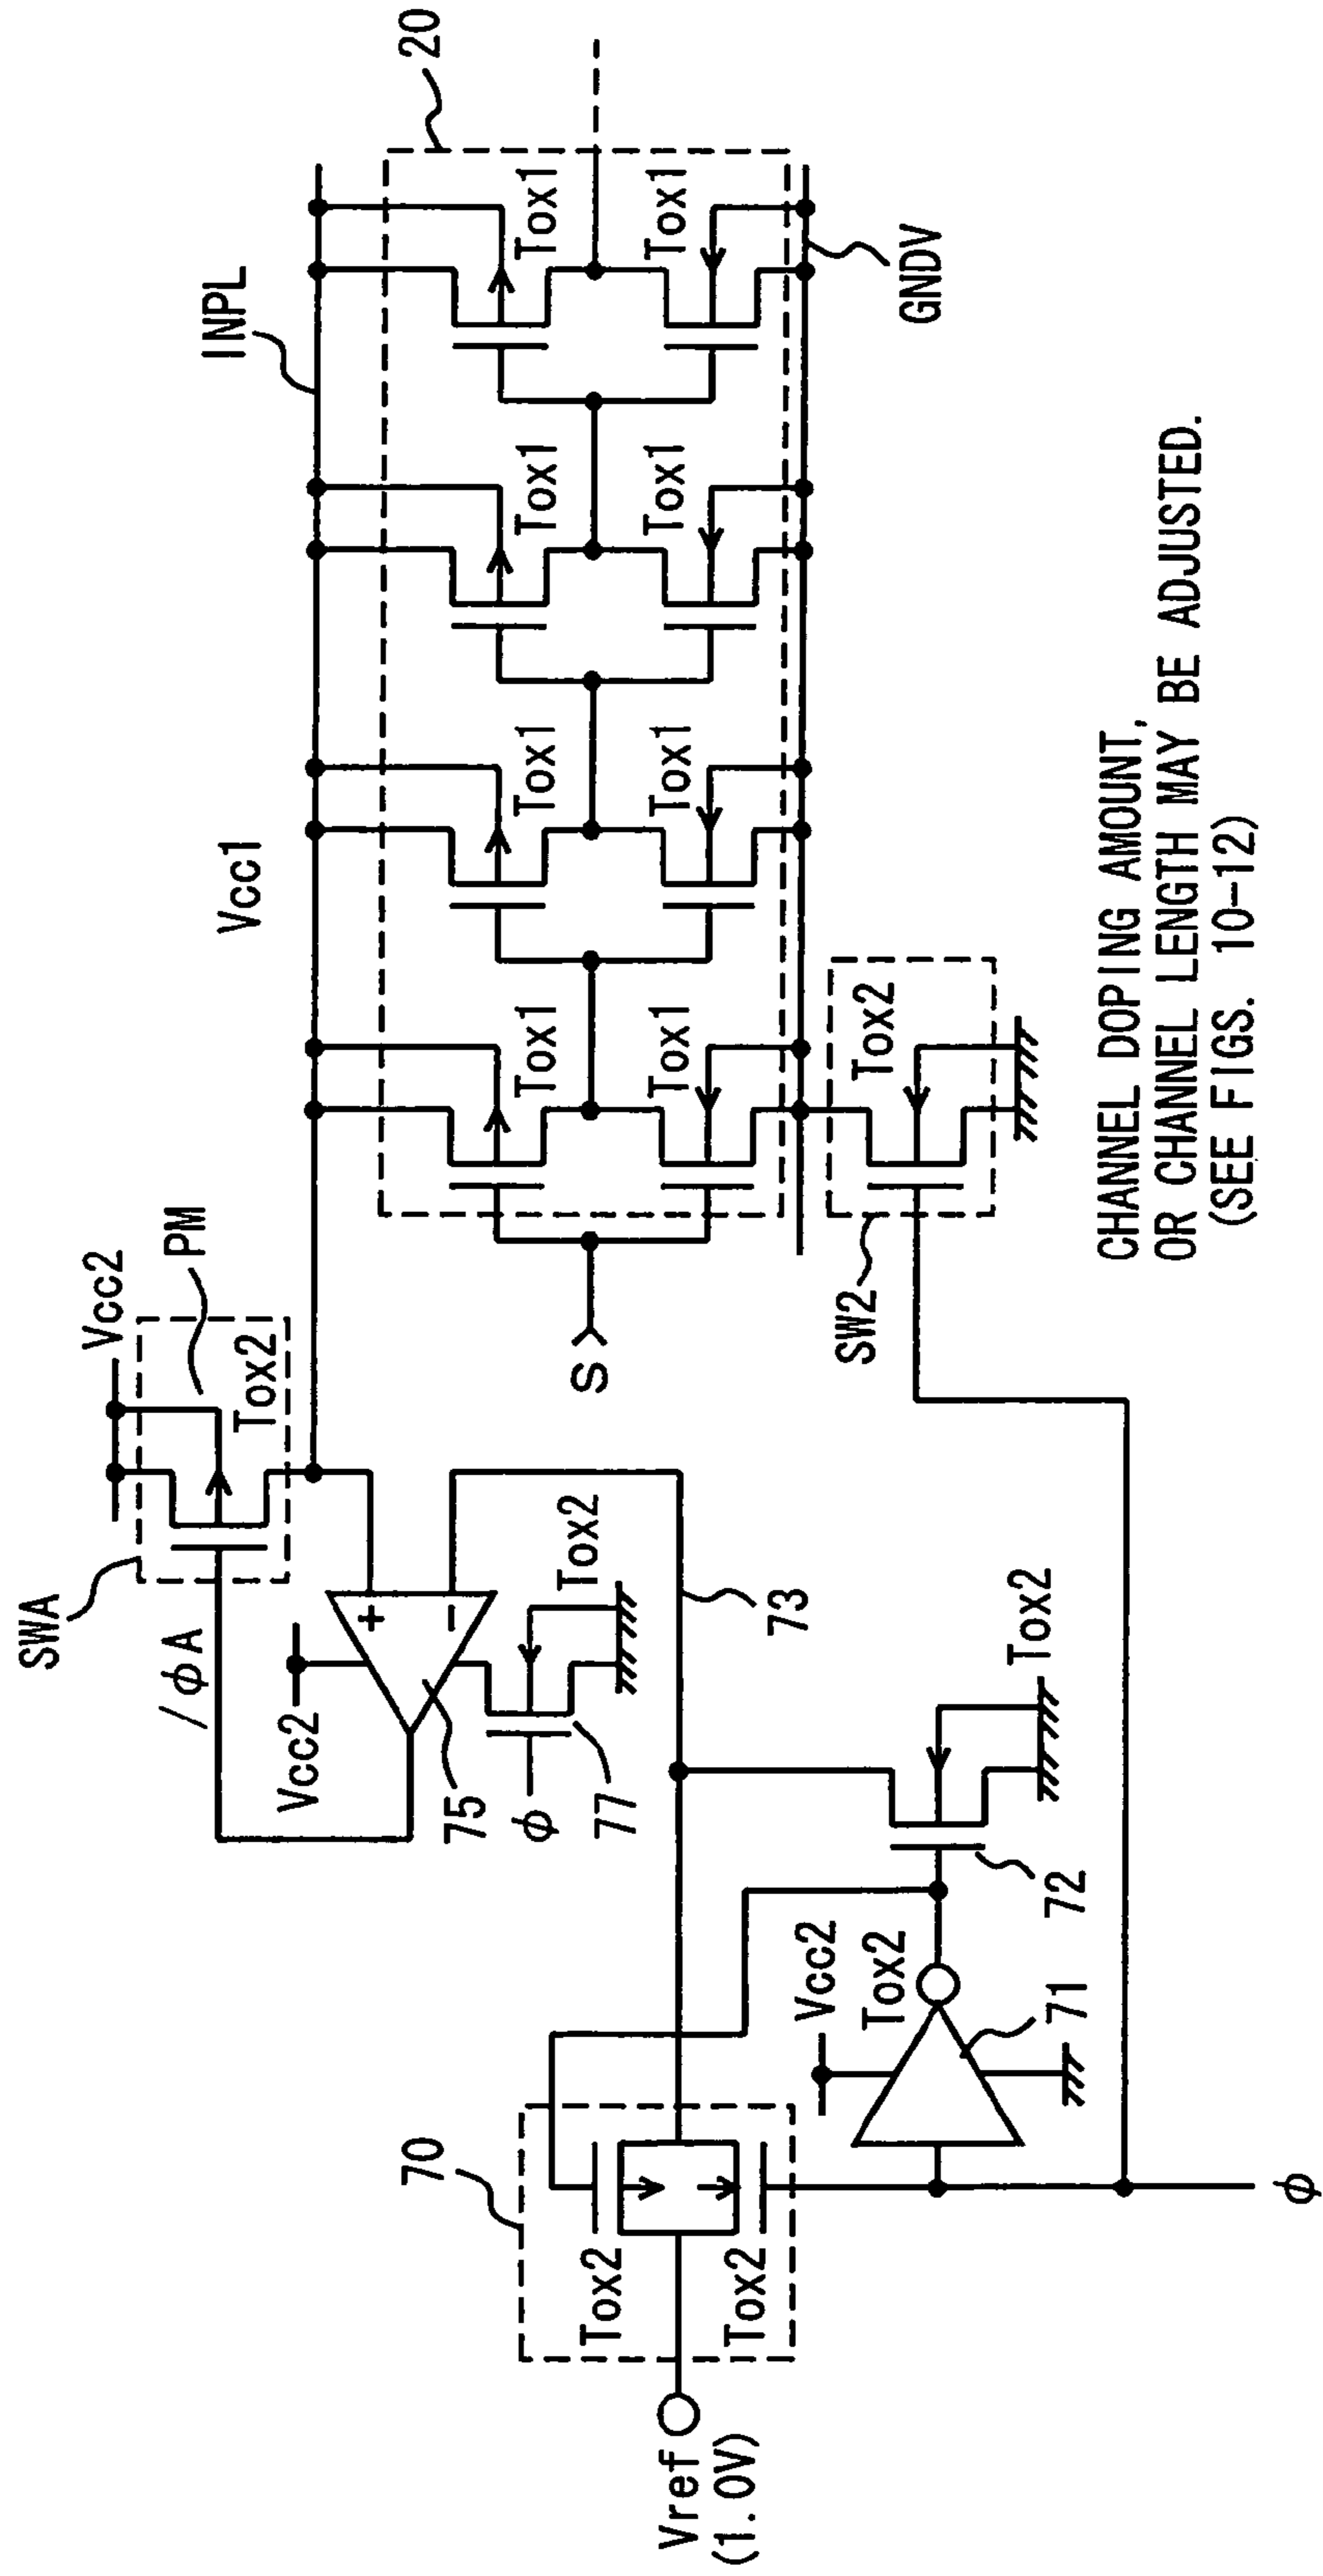 SWA
Vcc2
PM
/φA
Tox2
Vcc2
75
φ
77
Tox2
73
INPL
Vcc1
20
Tox1
Tox1
Tox1
Tox1
S
Tox1
Tox1
Tox1
Tox1
GNDV
SW2
Tox2
70
Tox2
Tox2
Vref
(1.0V)
Vcc2
Tox2
71
72
Tox2
φ
CHANNEL DOPING AMOUNT,
OR CHANNEL LENGTH MAY BE ADJUSTED.
(SEE FIGS. 10-12)
+
−